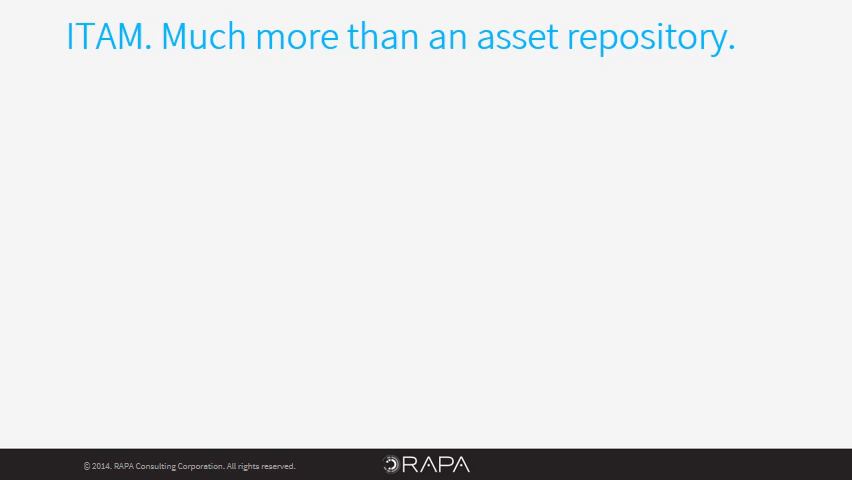 ITAM. Much more than an asset repository.
© 2014. RAPA Consulting Corporation. All rights reserved.
RAPA